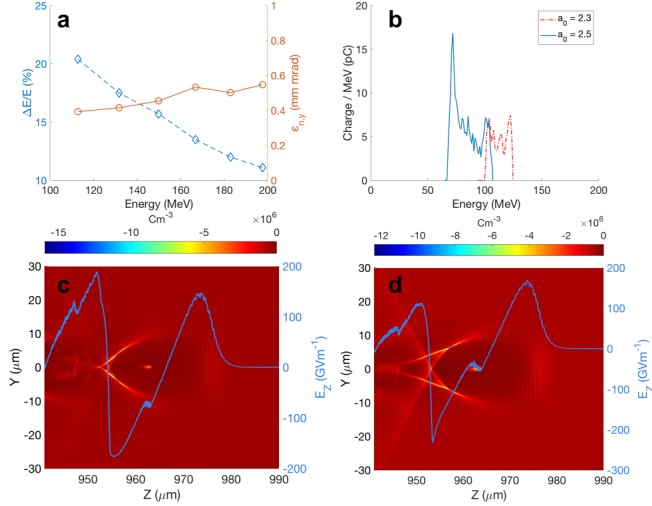 a
25%
20%
15%
10%
ΔE/E (%)
1
0.8
0.6
0.4
0.2
0
ε_{n,y} (mm mrad)
100 120 140 160 180 200
Energy (MeV)
b
a_0 = 2.3
a_0 = 2.5
20
15
10
5
0
Charge / MeV (pC)
0 50 100 150 200
Energy (MeV)
Cm^{-3} ×10^6
-15 -10 -5 0
c
30
20
10
0
-10
-20
-30
Y (μm)
200
100
0
-100
-200
E_Z (GVm^{-1})
950 960 970 980 990
Z (μm)
Cm^{-3} ×10^6
-12 -10 -8 -6 -4 -2 0
d
30
20
10
0
-10
-20
-30
Y (μm)
200
100
0
-100
-200
-300
E_Z (GVm^{-1})
950 960 970 980 990
Z (μm)